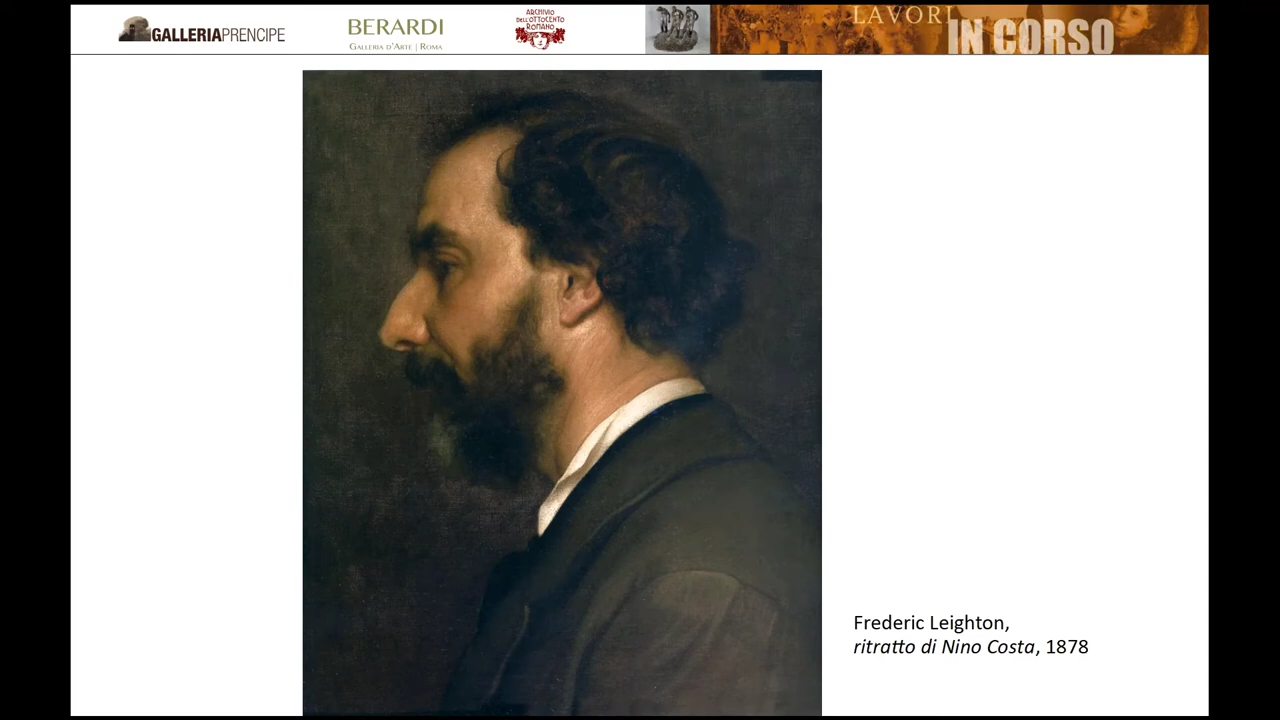 GALLERIAPRENCIPE
BERARDI
GALLERIA D'ARTE | ROMA
ARCHIVIO
DELL'OTTOCENTO
ROMANO
LAVORI
IN CORSO
Frederic Leighton,
ritratto di Nino Costa, 1878